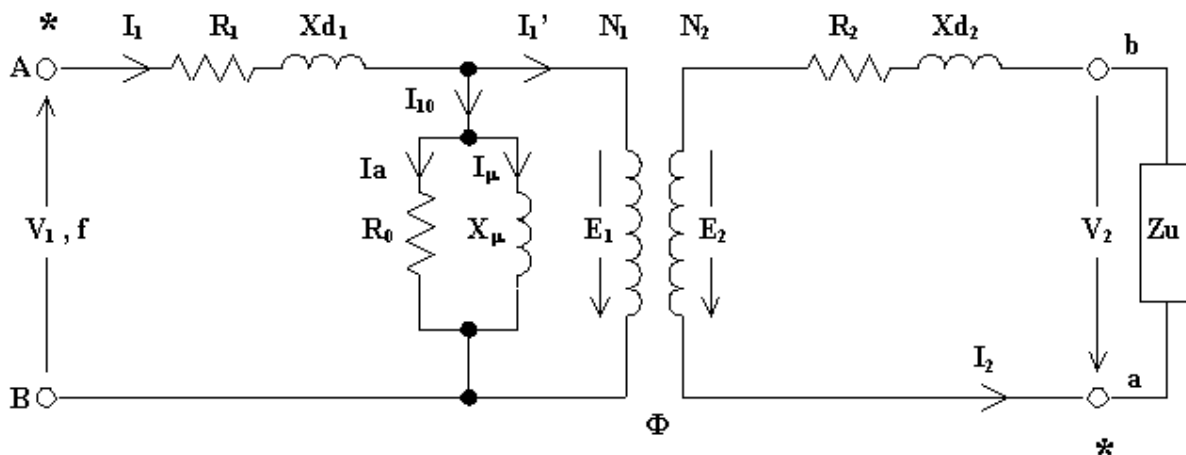 * I₁ R₁ Xd₁ I₁’ N₁ N₂ R₂ Xd₂
A b
I₁₀
Ia Iμ
V₁ , f R₀ Xμ E₁ E₂ V₂ Zu
I₂
B a
Φ
*